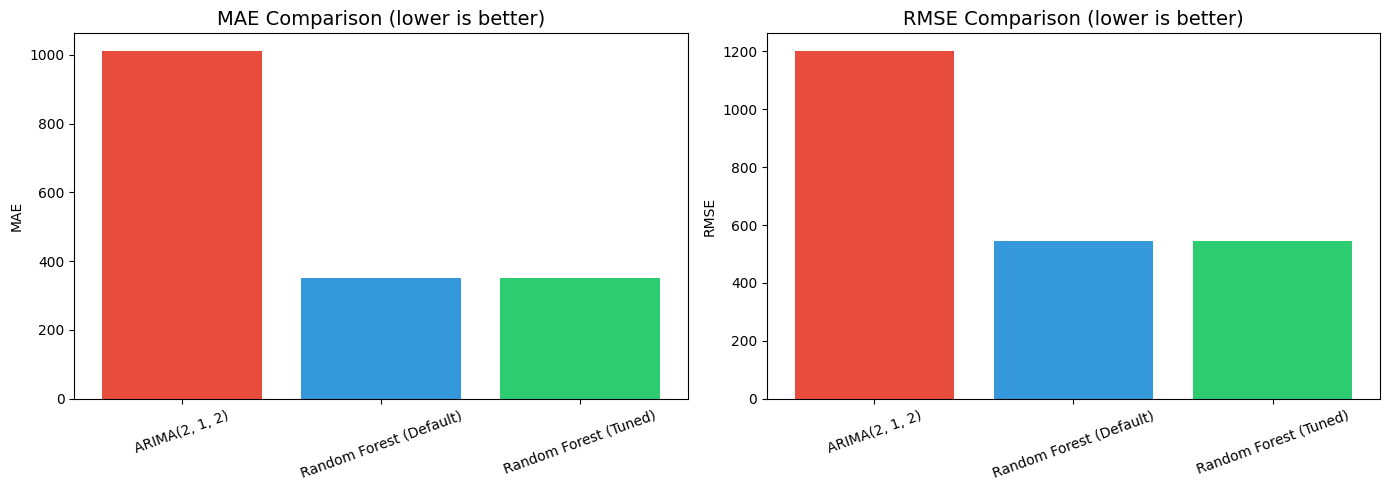 MAE Comparison (lower is better)
MAE
1000
800
600
400
200
0
ARIMA(2, 1, 2)
Random Forest (Default)
Random Forest (Tuned)
RMSE Comparison (lower is better)
RMSE
1200
1000
800
600
400
200
0
ARIMA(2, 1, 2)
Random Forest (Default)
Random Forest (Tuned)